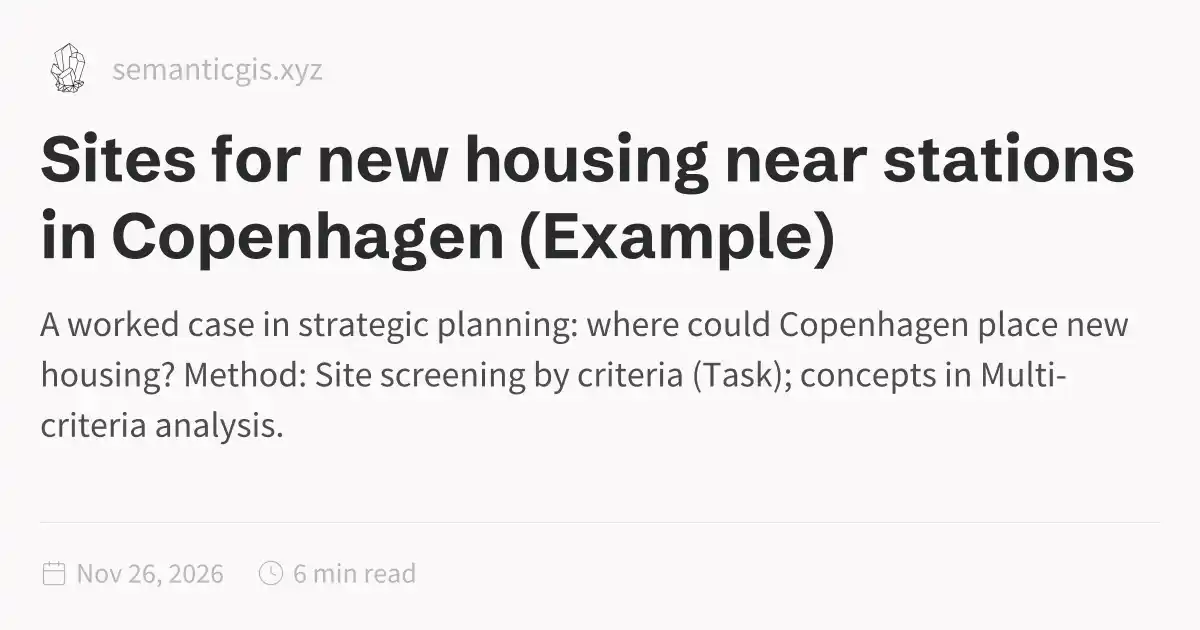 semanticgis.xyz
Sites for new housing near stations
in Copenhagen (Example)
A worked case in strategic planning: where could Copenhagen place new
housing? Method: Site screening by criteria (Task); concepts in Multi-
criteria analysis.
Nov 26, 2026
6 min read